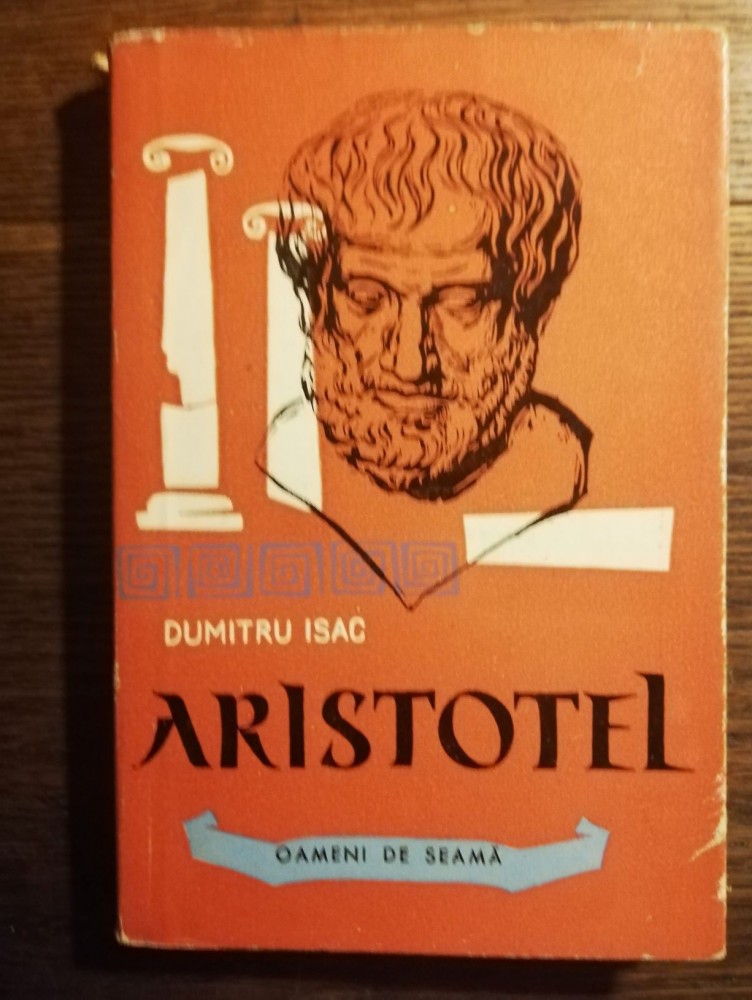 DUMITRU ISAC
ARISTOTEL
OAMENI DE SEAMĂ